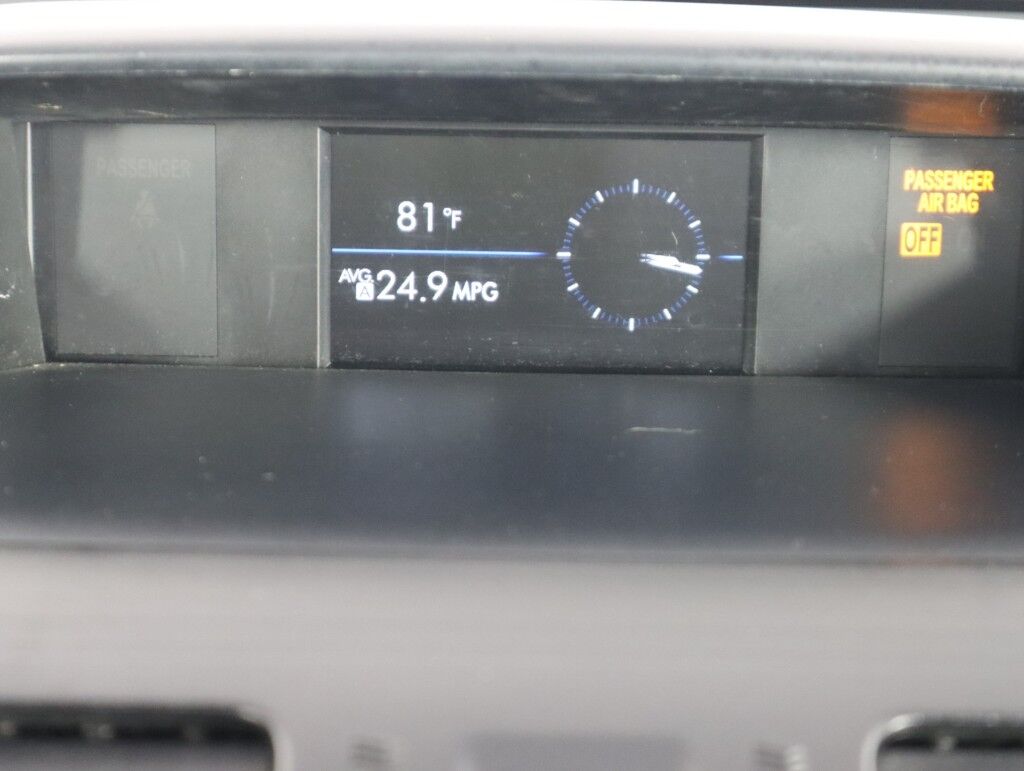 PASSENGER
81°F
AVG.
A 24.9 MPG
PASSENGER
AIR BAG
OFF